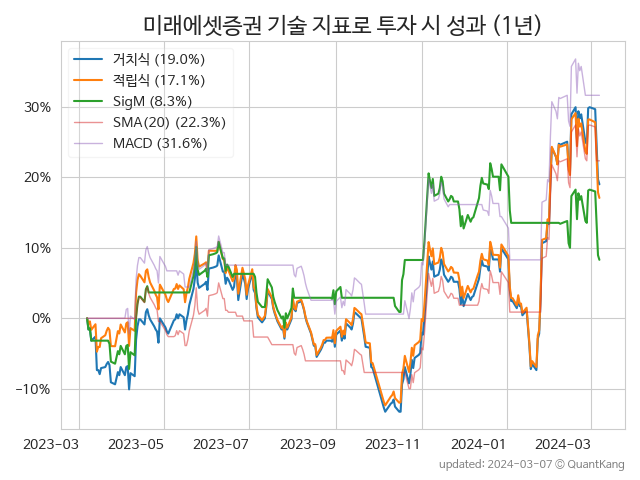 미래에셋증권 기술 지표로 투자 시 성과 (1년)
거치식 (19.0%)
적립식 (17.1%)
SigM (8.3%)
SMA(20) (22.3%)
MACD (31.6%)
30%
20%
10%
0%
−10%
2023-03 2023-05 2023-07 2023-09 2023-11 2024-01 2024-03
updated: 2024-03-07 © QuantKang